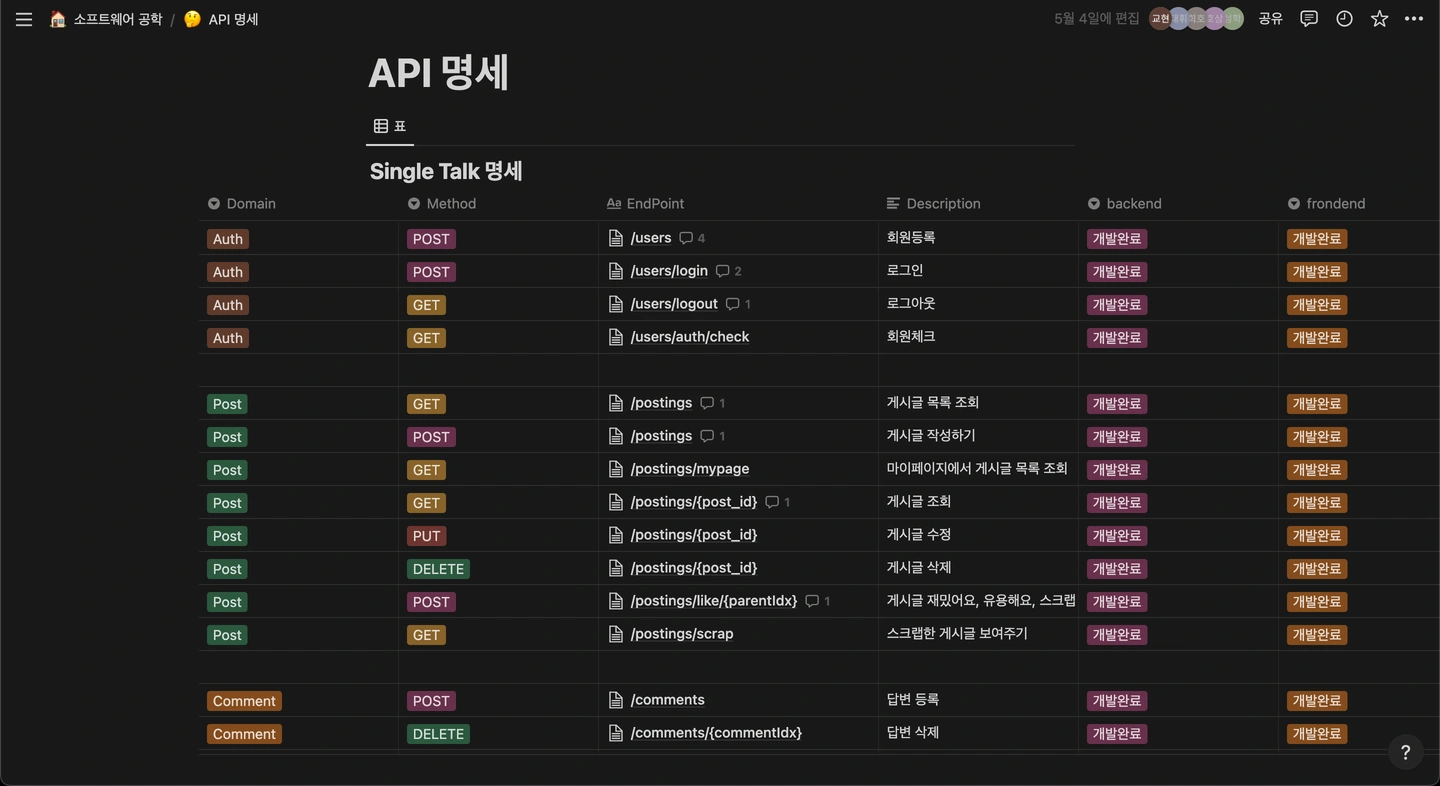 소프트웨어 공학 / API 명세 5월 4일에 편집 교현 공유
API 명세
표
Single Talk 명세
Domain Method Aa EndPoint Description backend frondend
Auth POST /users 4 회원등록 개발완료 개발완료
Auth POST /users/login 2 로그인 개발완료 개발완료
Auth GET /users/logout 1 로그아웃 개발완료 개발완료
Auth GET /users/auth/check 회원체크 개발완료 개발완료
Post GET /postings 1 게시글 목록 조회 개발완료 개발완료
Post POST /postings 1 게시글 작성하기 개발완료 개발완료
Post GET /postings/mypage 마이페이지에서 게시글 목록 조회 개발완료 개발완료
Post GET /postings/{post_id} 1 게시글 조회 개발완료 개발완료
Post PUT /postings/{post_id} 게시글 수정 개발완료 개발완료
Post DELETE /postings/{post_id} 게시글 삭제 개발완료 개발완료
Post POST /postings/like/{parentIdx} 1 게시글 재밌어요, 유용해요, 스크랩 개발완료 개발완료
Post GET /postings/scrap 스크랩한 게시글 보여주기 개발완료 개발완료
Comment POST /comments 답변 등록 개발완료 개발완료
Comment DELETE /comments/{commentIdx} 답변 삭제 개발완료 개발완료
?